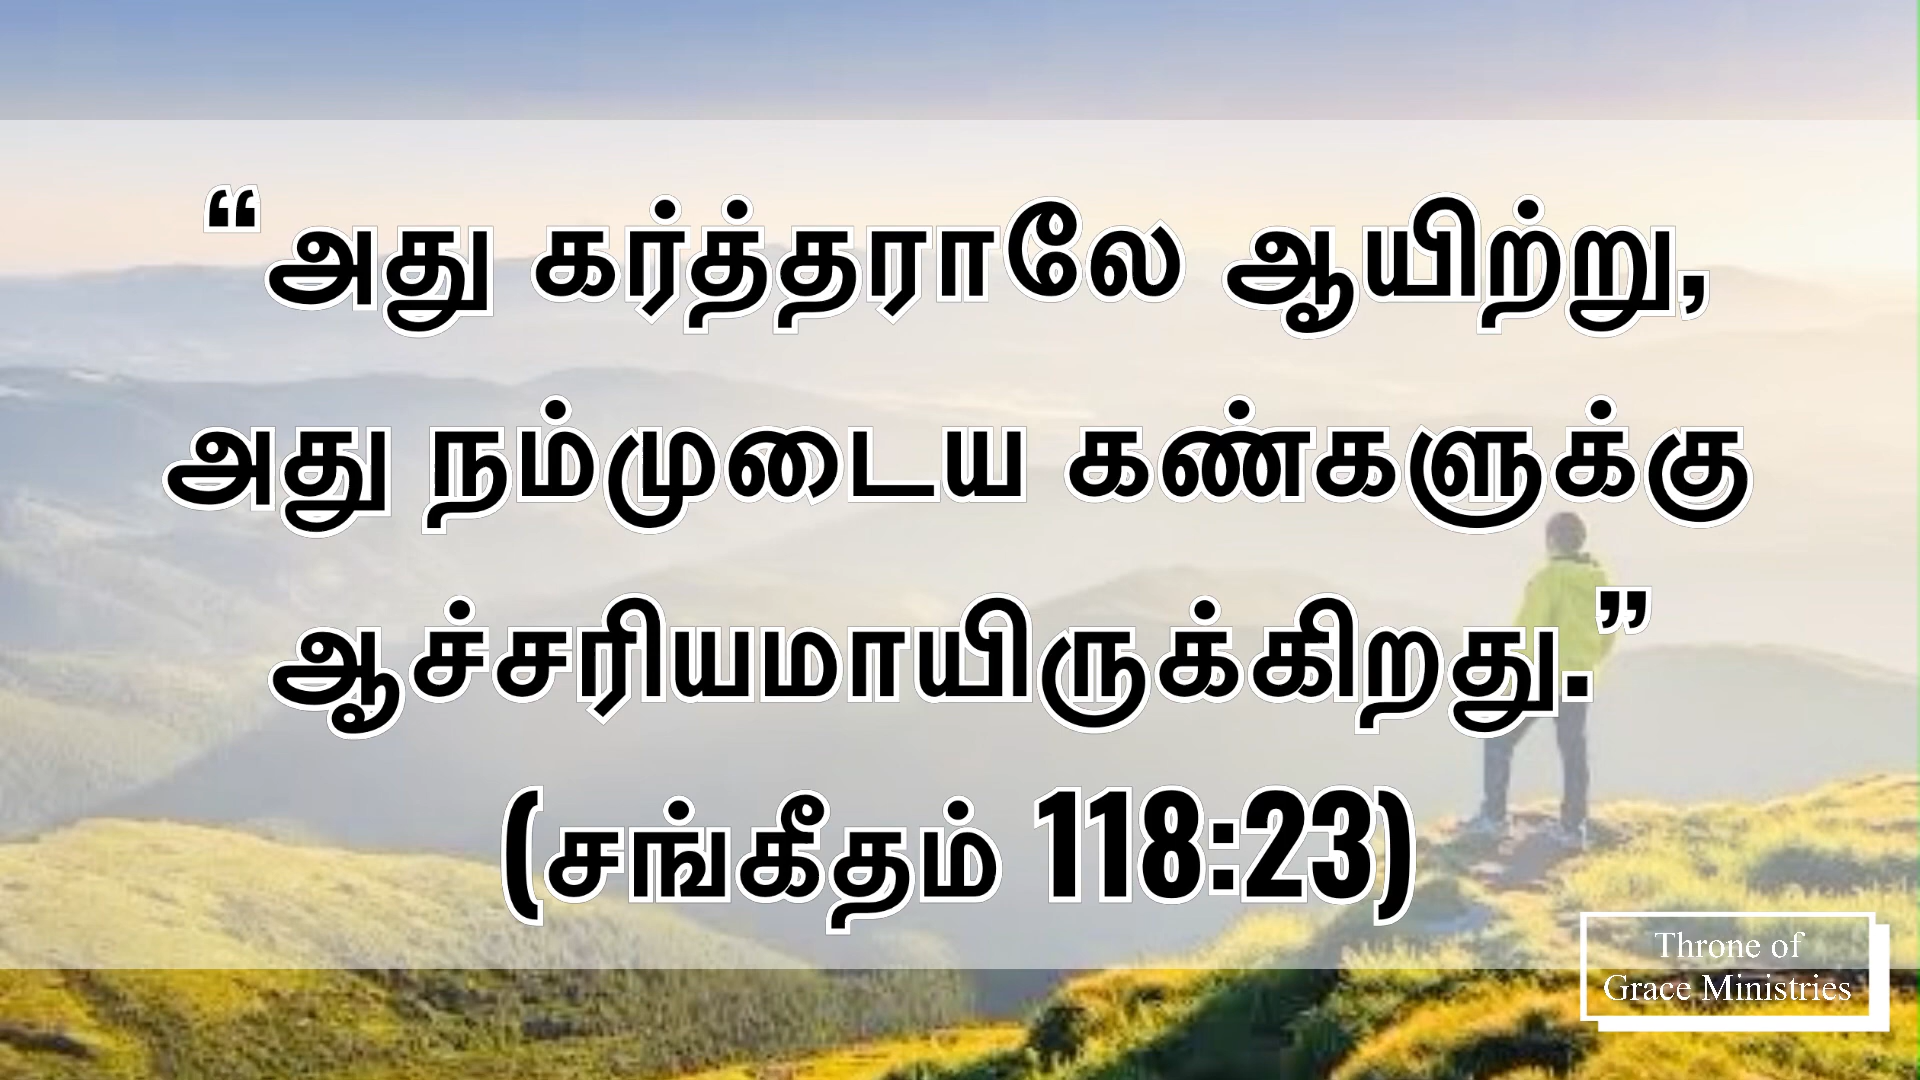 “அது கர்த்தராலே ஆயிற்று,
அது நம்முடைய கண்களுக்கு
ஆச்சரியமாயிருக்கிறது.”
(சங்கீதம் 118:23)
Throne of
Grace Ministries